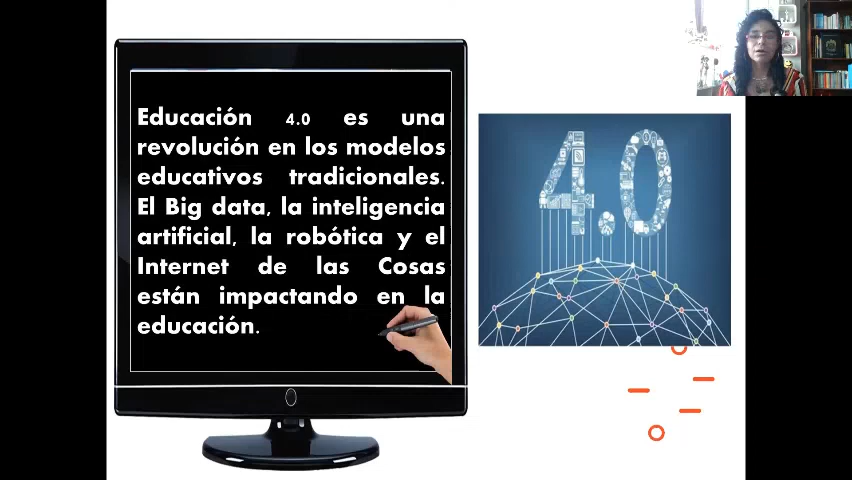 Educación 4.0 es una
revolución en los modelos
educativos tradicionales.
El Big data, la inteligencia
artificial, la robótica y el
Internet de las Cosas
están impactando en la
educación.
4.0